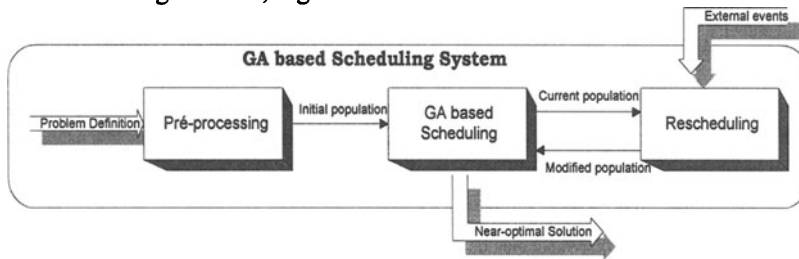 External events
GA based Scheduling System
Problem Definition
Pré-processing
Initial population
GA based
Scheduling
Current population
Modified population
Rescheduling
Near-optimal Solution